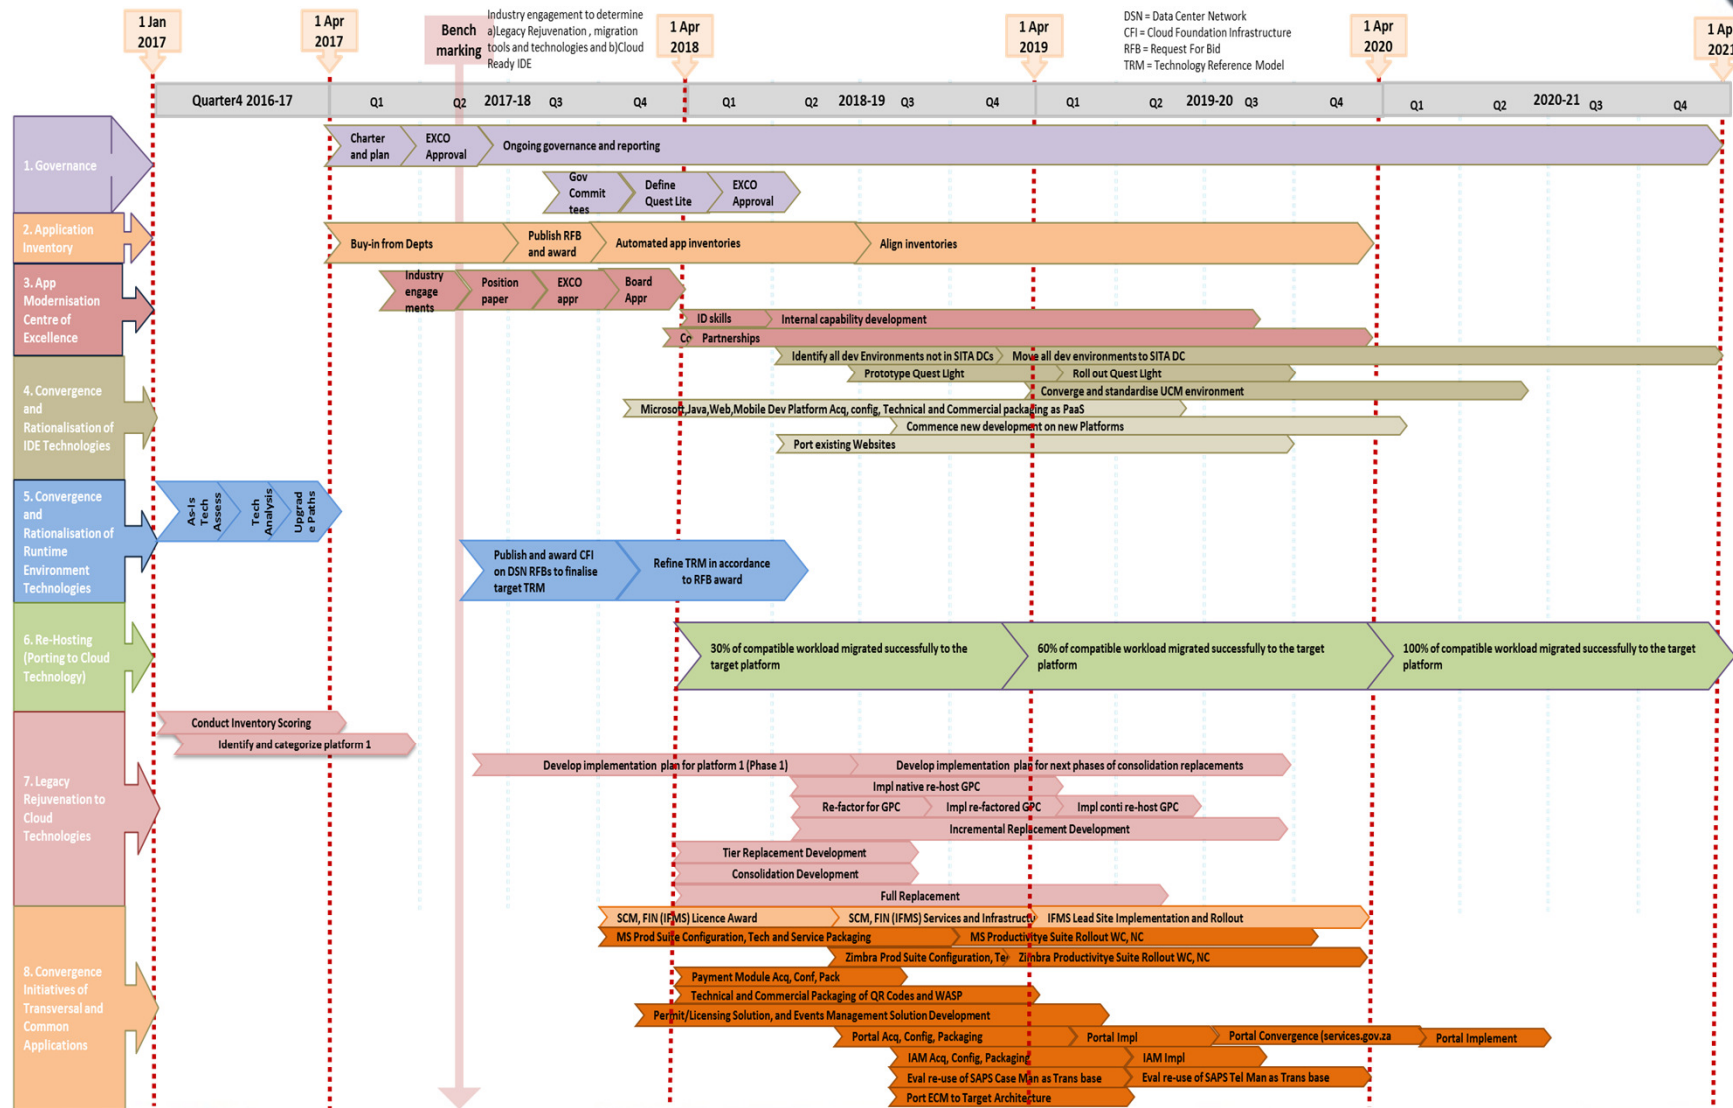 1 Jan
2017
1 Apr
2017
Bench
marking
Industry engagement to determine
a)Legacy Rejuvenation , migration
tools and technologies and b)Cloud
Ready IDE
1 Apr
2018
1 Apr
2019
DSN = Data Center Network
CFI = Cloud Foundation Infrastructure
RFB = Request For Bid
TRM = Technology Reference Model
1 Apr
2020
1 Ap
2021
Quarter4 2016-17
Q1
Q2
2017-18
Q3
Q4
Q1
Q2
2018-19
Q3
Q4
Q1
Q2
2019-20
Q3
Q4
Q1
Q2
2020-21
Q3
Q4
1. Governance
Charter
and plan
EXCO
Approval
Ongoing governance and reporting
Gov
Commit
tees
Define
Quest Lite
EXCO
Approval
2. Application
Inventory
Buy-in from Depts
Publish RFB
and award
Automated app inventories
Align inventories
3. App
Modernisation
Centre of
Excellence
Industry
engage
ments
Position
paper
EXCO
appr
Board
Appr
ID skills
Internal capability development
Co
Partnerships
4. Convergence
and
Rationalisation of
IDE Technologies
Identify all dev Environments not in SITA DCs
Move all dev environments to SITA DC
Prototype Quest Light
Roll out Quest Light
Converge and standardise UCM environment
Microsoft,Java,Web,Mobile Dev Platform Acq, config, Technical and Commercial packaging as PaaS
Commence new development on new Platforms
Port existing Websites
5. Convergence
and
Rationalisation of
Runtime
Environment
Technologies
As-Is
Tech
Assess
Tech
Analysis
Upgrad
e Paths
Publish and award CFI
on DSN RFBs to finalise
target TRM
Refine TRM in accordance
to RFB award
6. Re-Hosting
(Porting to Cloud
Technology)
30% of compatible workload migrated successfully to the
target platform
60% of compatible workload migrated successfully to the target
platform
100% of compatible workload migrated successfully to the target
platform
7. Legacy
Rejuvenation to
Cloud
Technologies
Conduct Inventory Scoring
Identify and categorize platform 1
Develop implementation plan for platform 1 (Phase 1)
Develop implementation plan for next phases of consolidation replacements
Impl native re-host GPC
Re-factor for GPC
Impl re-factored GPC
Impl conti re-host GPC
Incremental Replacement Development
Tier Replacement Development
Consolidation Development
Full Replacement
8. Convergence
Initiatives of
Transversal and
Common
Applications
SCM, FIN (IFMS) Licence Award
SCM, FIN (IFMS) Services and Infrastructu
IFMS Lead Site Implementation and Rollout
MS Prod Suite Configuration, Tech and Service Packaging
MS Productivitye Suite Rollout WC, NC
Zimbra Prod Suite Configuration, Te
Zimbra Productivitye Suite Rollout WC, NC
Payment Module Acq, Conf, Pack
Technical and Commercial Packaging of QR Codes and WASP
Permit/Licensing Solution, and Events Management Solution Development
Portal Acq, Config, Packaging
Portal Impl
Portal Convergence (services.gov.za
Portal Implement
IAM Acq, Config, Packaging
IAM Impl
Eval re-use of SAPS Case Man as Trans base
Eval re-use of SAPS Tel Man as Trans base
Port ECM to Target Architecture